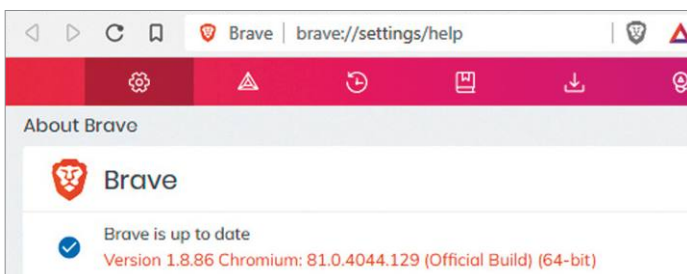 Brave | brave://settings/help
About Brave
Brave
Brave is up to date
Version 1.8.86 Chromium: 81.0.4044.129 (Official Build) (64-bit)